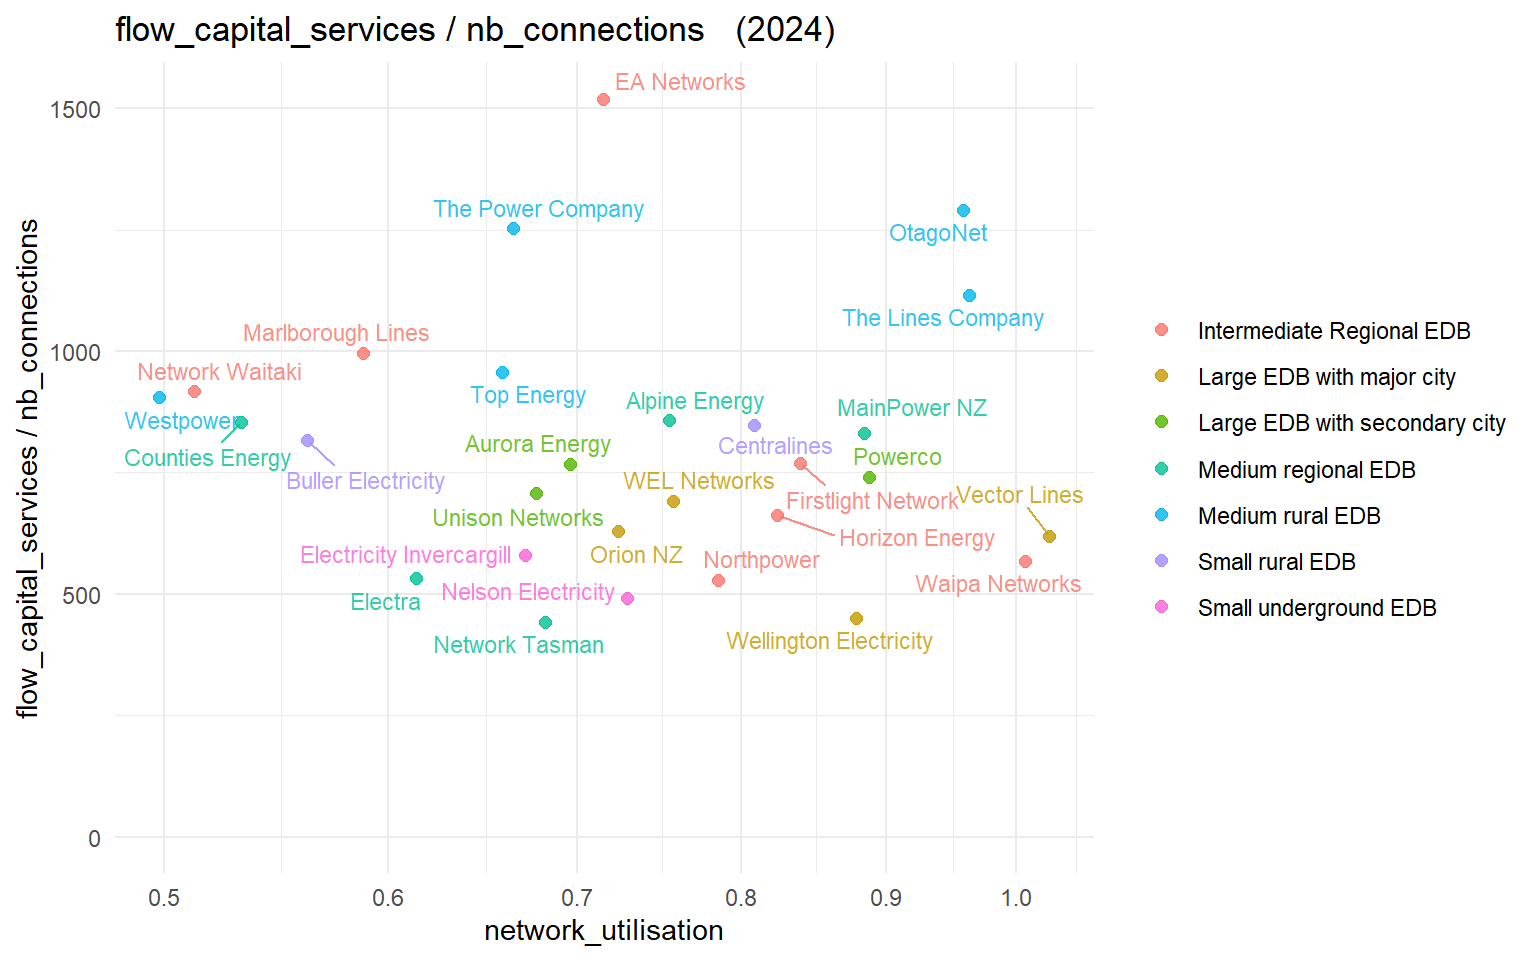 flow_capital_services / nb_connections (2024)
flow_capital_services / nb_connections
1500
1000
500
0
EA Networks
The Power Company
OtagoNet
The Lines Company
Marlborough Lines
Network Waitaki
Top Energy
Alpine Energy
MainPower NZ
Westpower
Aurora Energy
Centralines
Counties Energy
Powerco
Buller Electricity
WEL Networks
Firstlight Network
Vector Lines
Unison Networks
Horizon Energy
Electricity Invercargill
Orion NZ
Northpower
Waipa Networks
Nelson Electricity
Electra
Network Tasman
Wellington Electricity
0.5
0.6
0.7
0.8
0.9
1.0
network_utilisation
Intermediate Regional EDB
Large EDB with major city
Large EDB with secondary city
Medium regional EDB
Medium rural EDB
Small rural EDB
Small underground EDB